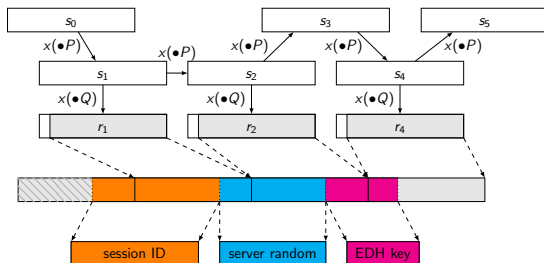 s0
s3
s5
x(•P)
x(•P)
x(•P)
x(•P)
x(•P)
s1
s2
s4
x(•Q)
x(•Q)
x(•Q)
r1
r2
r4
session ID
server random
EDH key